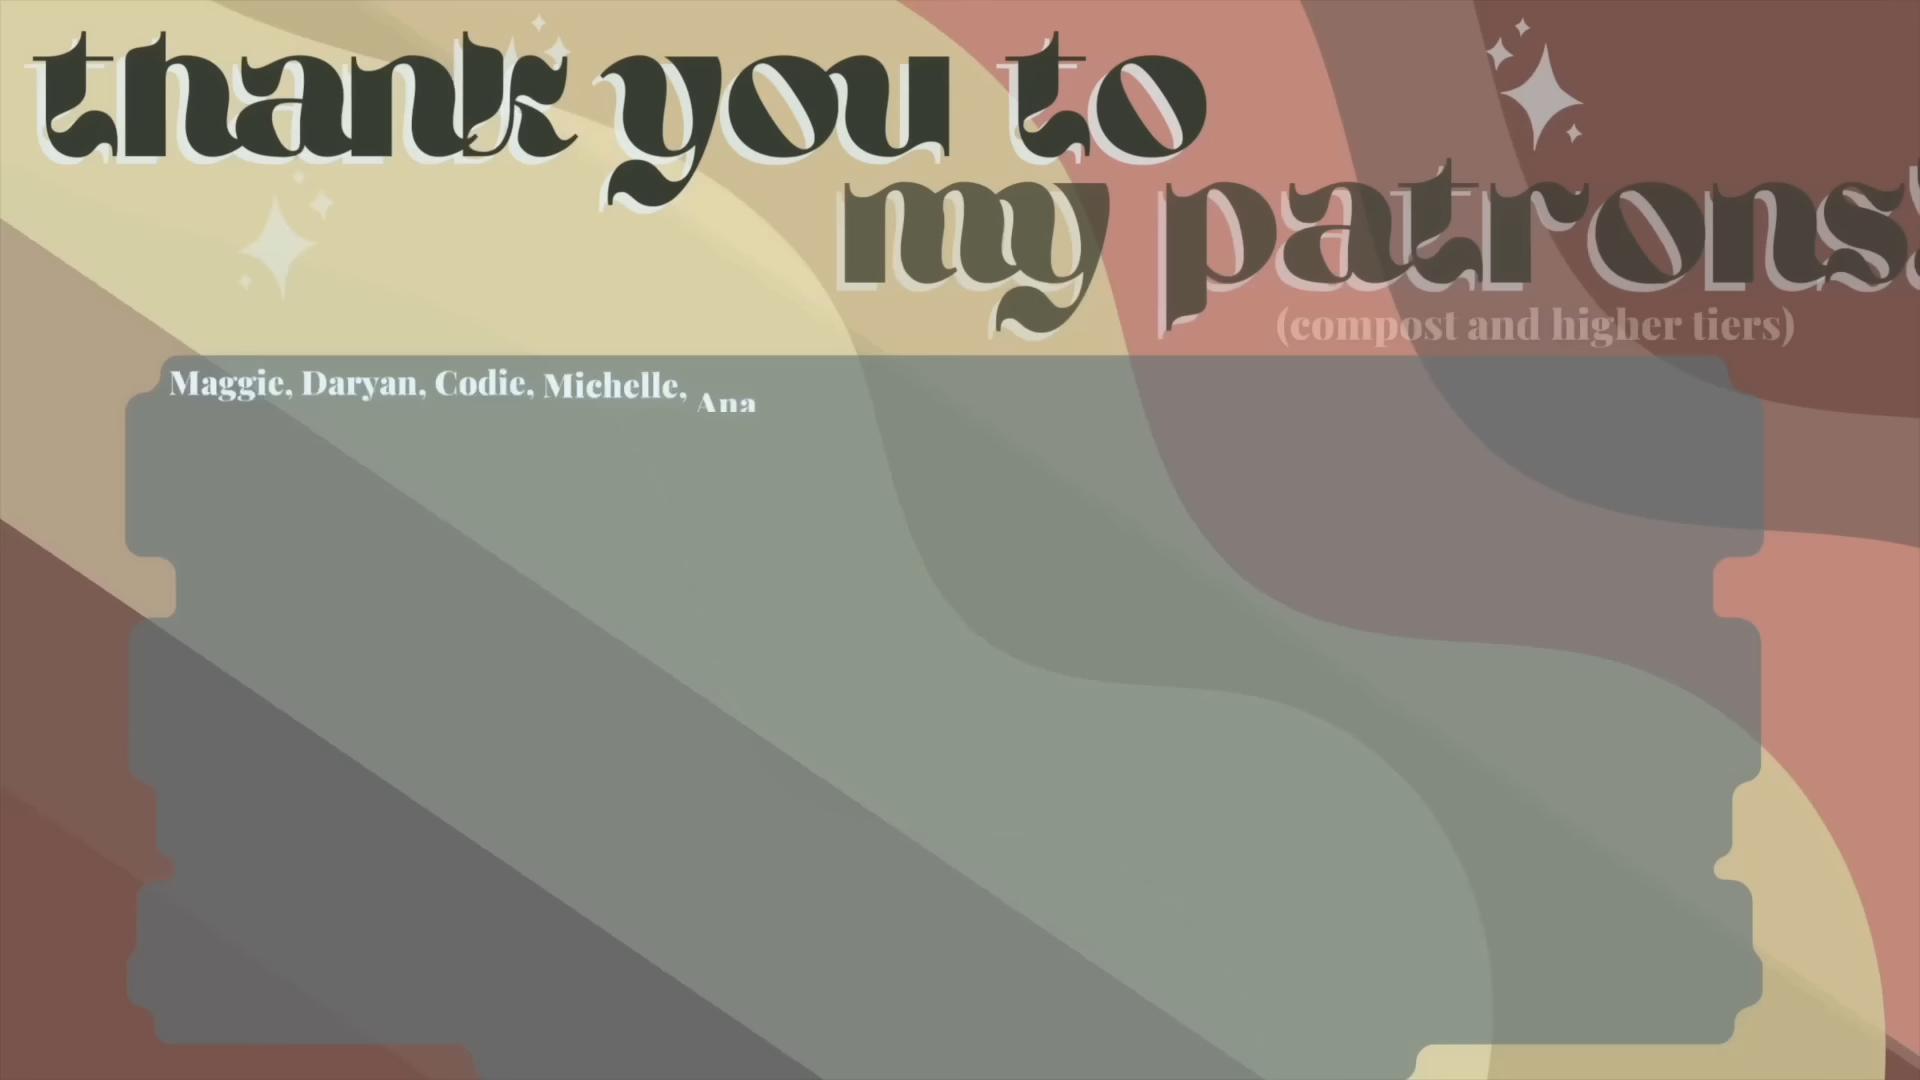 thank you to
my patrons!
(compost and higher tiers)
Maggie, Daryan, Codie, Michelle, Ana